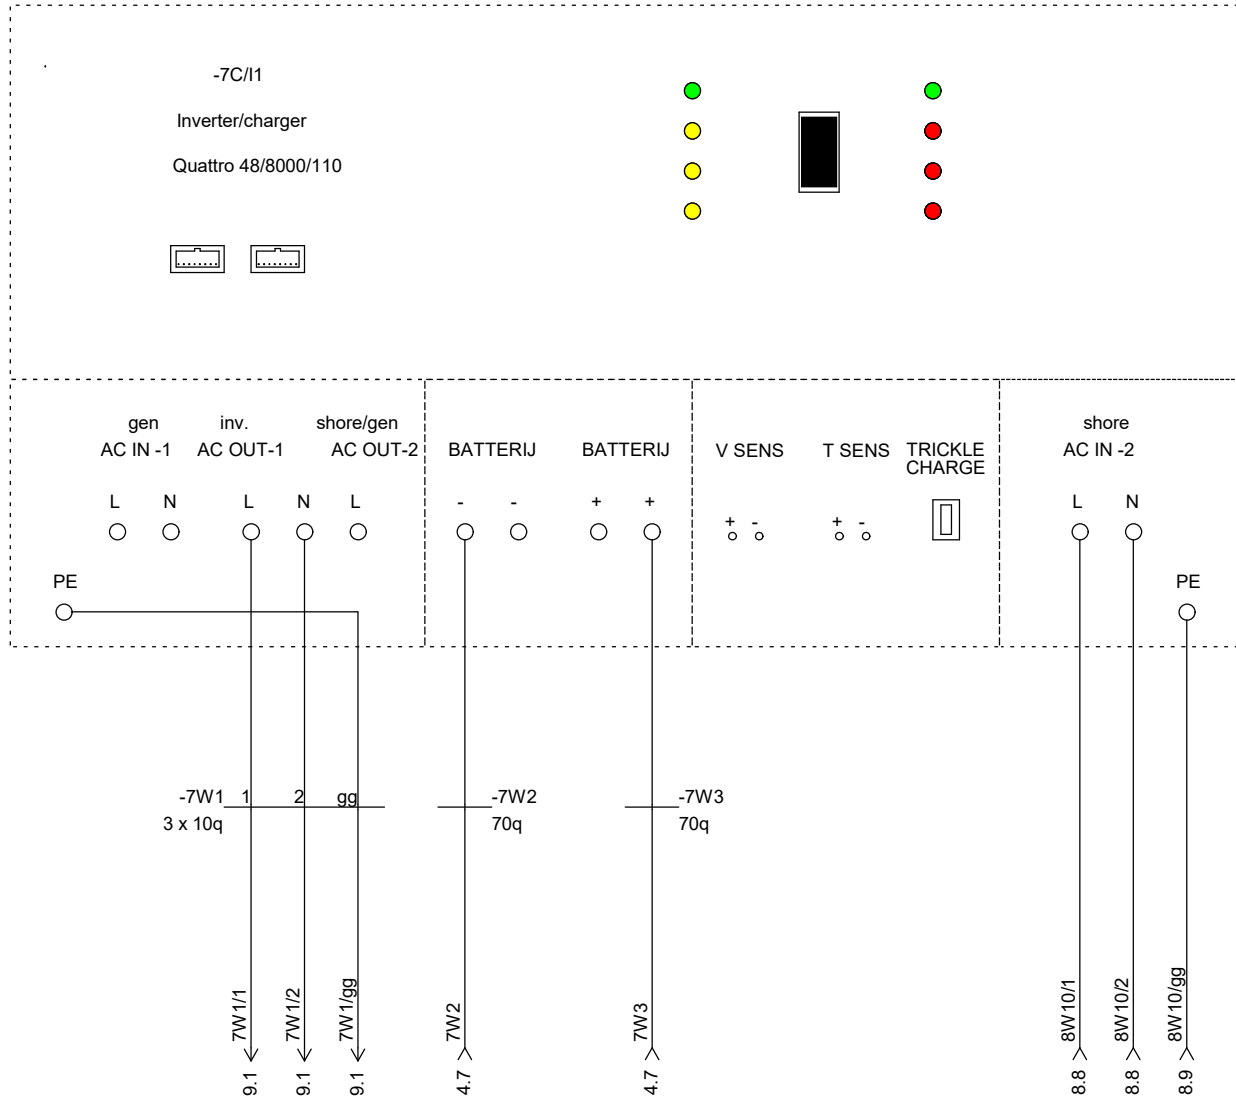 -7C/I1
Inverter/charger
Quattro 48/8000/110
gen inv. shore/gen shore
AC IN -1 AC OUT-1 AC OUT-2 BATTERIJ BATTERIJ V SENS T SENS TRICKLE AC IN -2
CHARGE
L N L N L - - + + L N
+ - + -
PE PE
-7W1 1 2 gg -7W2 -7W3
3 x 10q 70q 70q
7W1/1 7W1/2 7W1/gg 7W2 7W3 8W10/1 8W10/2 8W10/gg
9.1 9.1 9.1 4.7 4.7 8.8 8.8 8.9